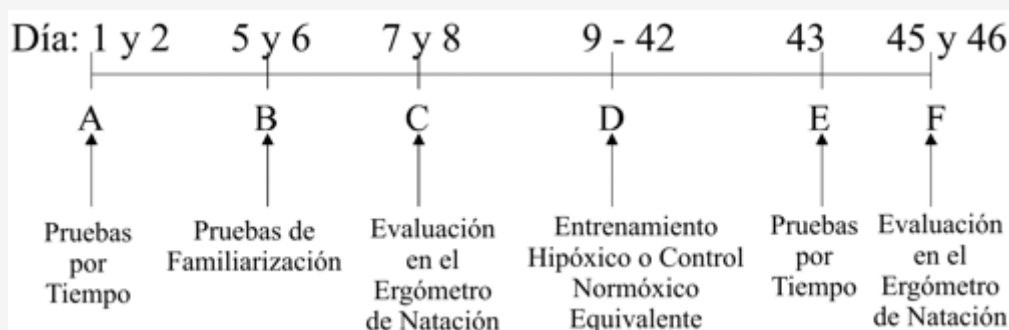 Día: 1 y 2 5 y 6 7 y 8 9 - 42 43 45 y 46
A B C D E F
Pruebas
por
Tiempo
Pruebas de
Familiarización
Evaluación
en el
Ergómetro
de Natación
Entrenamiento
Hipóxico o Control
Normóxico
Equivalente
Pruebas
por
Tiempo
Evaluación
en el
Ergómetro
de Natación